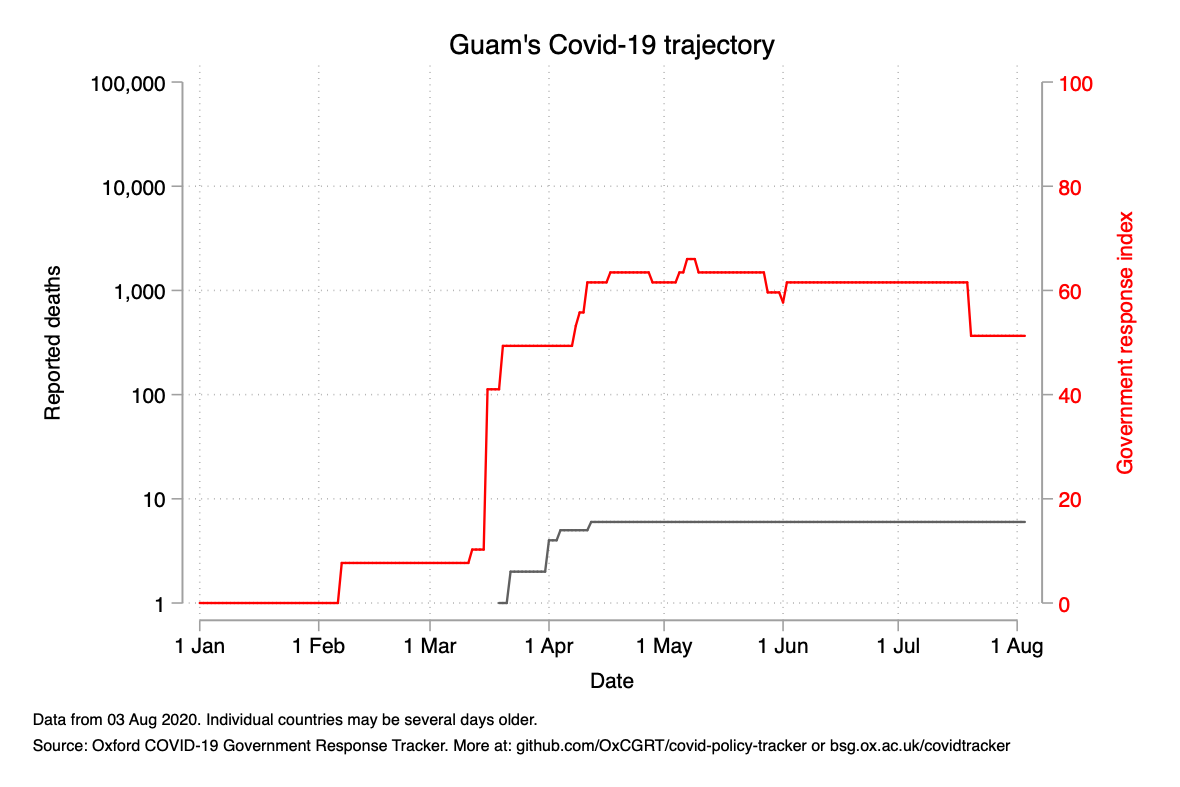 Guam's Covid-19 trajectory
100,000
10,000
1,000
100
10
1
Reported deaths
100
80
60
40
20
0
Government response index
1 Jan 1 Feb 1 Mar 1 Apr 1 May 1 Jun 1 Jul 1 Aug
Date
Data from 03 Aug 2020. Individual countries may be several days older.
Source: Oxford COVID-19 Government Response Tracker. More at: github.com/OxCGRT/covid-policy-tracker or bsg.ox.ac.uk/covidtracker